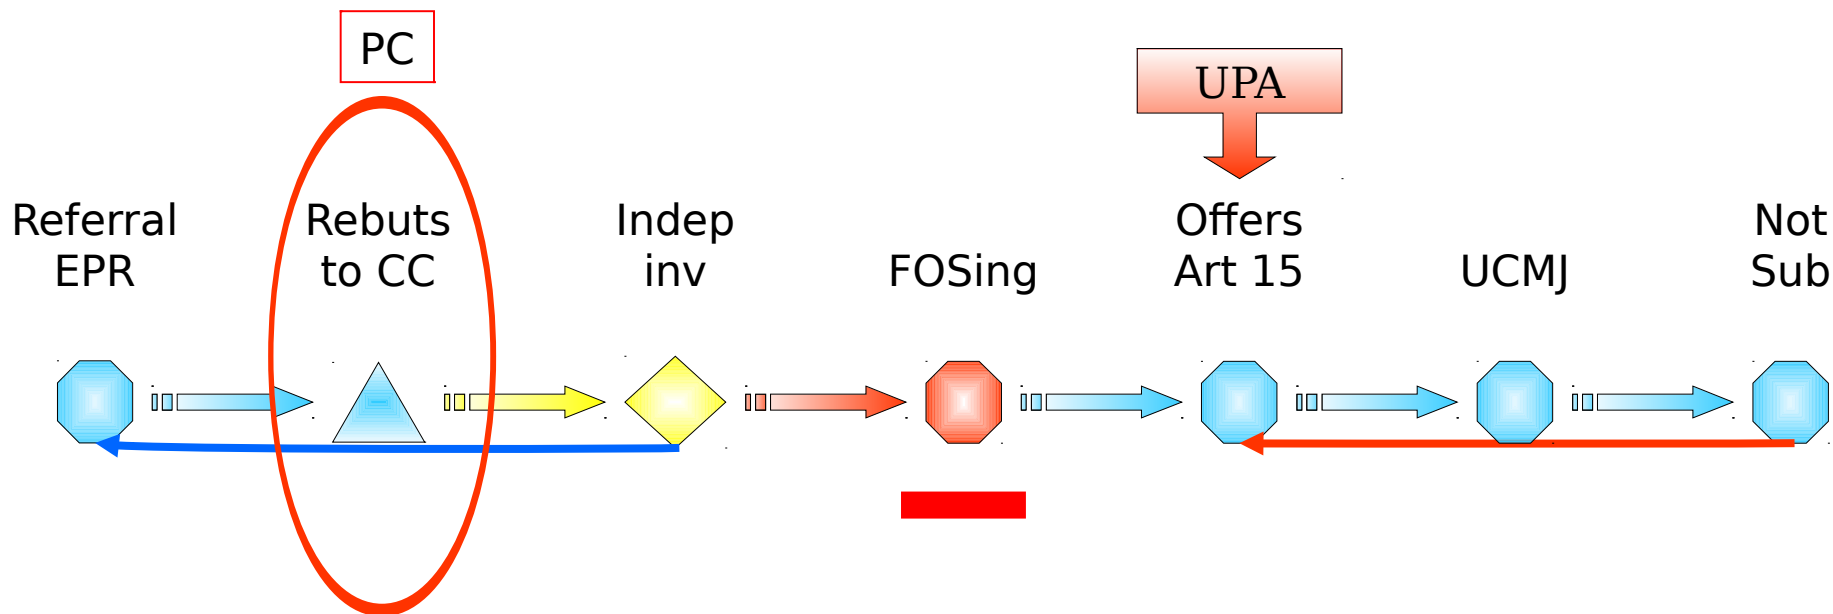 PC
UPA
Referral
EPR
Rebuts
to CC
Indep
inv
FOSing
Offers
Art 15
UCMJ
Not
Sub